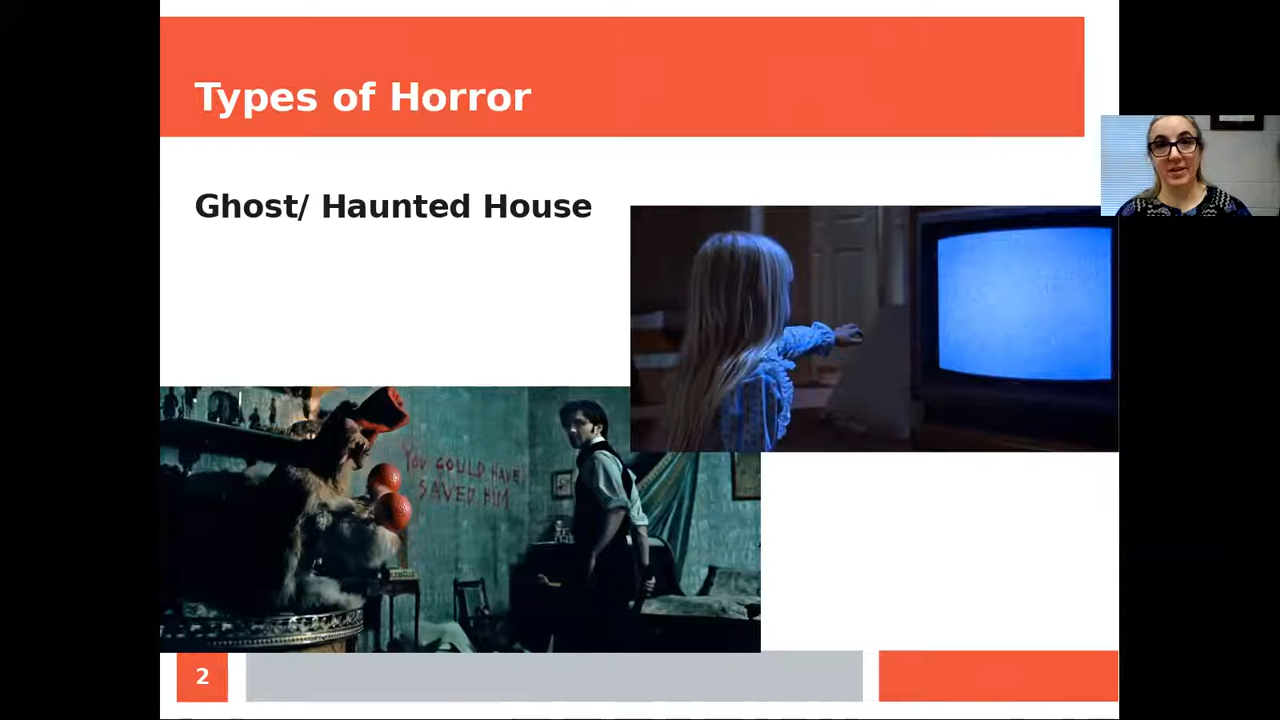 Types of Horror
Ghost/ Haunted House
YOU COULD HAVE
SAVED HIM
2